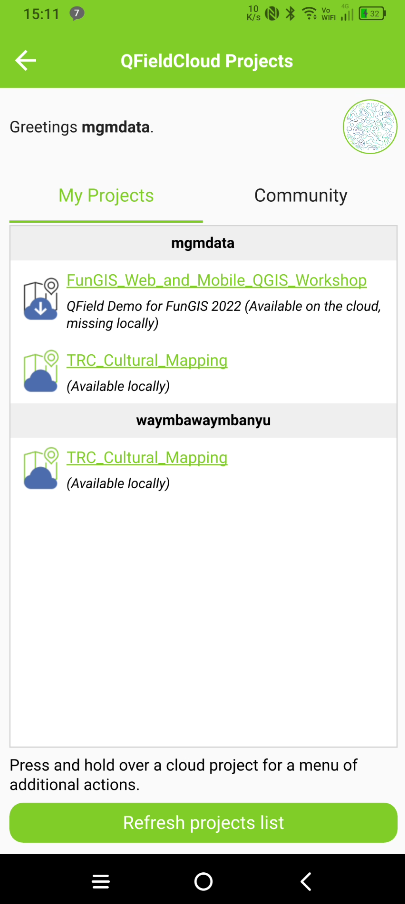 15:11 7 10 K/s Vo WIFI 4G 32
QFieldCloud Projects
Greetings mgmdata.
My Projects Community
mgmdata
FunGIS_Web_and_Mobile_QGIS_Workshop
QField Demo for FunGIS 2022 (Available on the cloud,
missing locally)
TRC_Cultural_Mapping
(Available locally)
waymbawaymbanyu
TRC_Cultural_Mapping
(Available locally)
Press and hold over a cloud project for a menu of
additional actions.
Refresh projects list